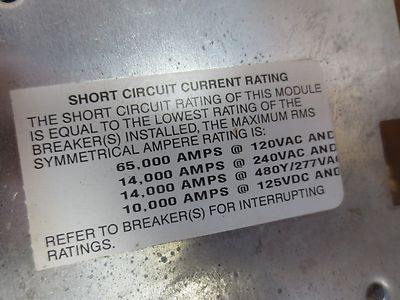 SHORT CIRCUIT CURRENT RATING
THE SHORT CIRCUIT RATING OF THIS MODULE
IS EQUAL TO THE LOWEST RATING OF THE
BREAKER(S) INSTALLED, THE MAXIMUM RMS
SYMMETRICAL AMPERE RATING IS:
65,000 AMPS @ 120VAC AND
14,000 AMPS @ 240VAC AND
14,000 AMPS @ 480Y/277VAC
10,000 AMPS @ 125VDC AND
REFER TO BREAKER(S) FOR INTERRUPTING
RATINGS.